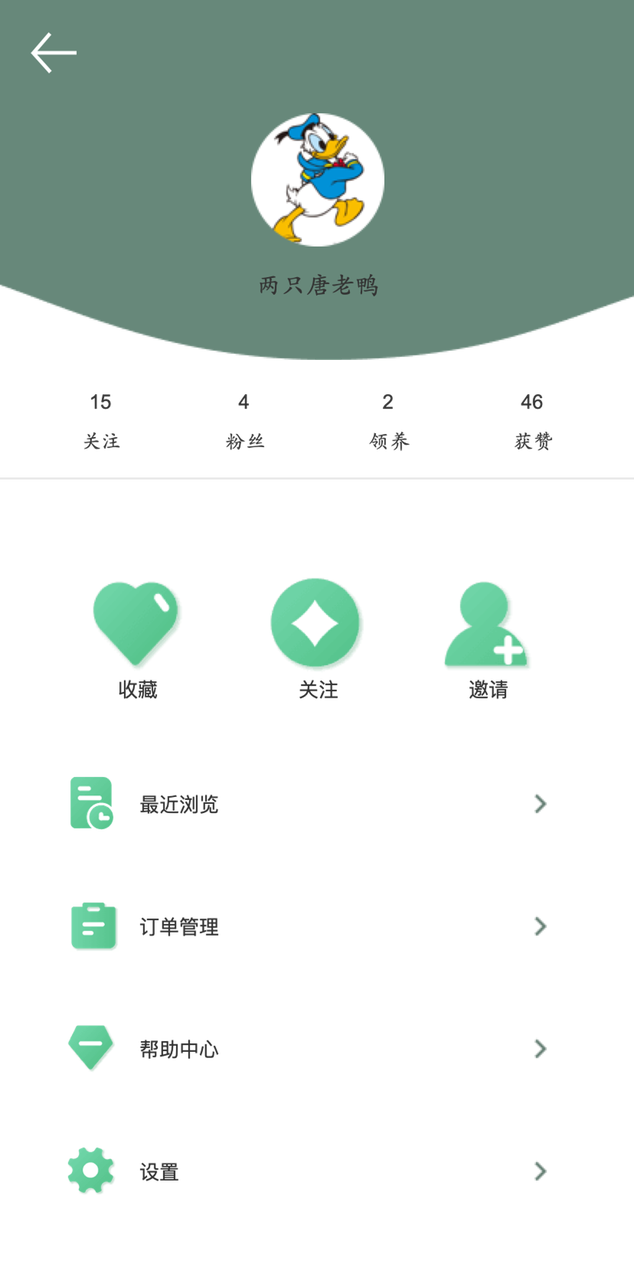 两只唐老鸭
15 4 2 46
关注 粉丝 领养 获赞
收藏 关注 邀请
最近浏览
订单管理
帮助中心
设置